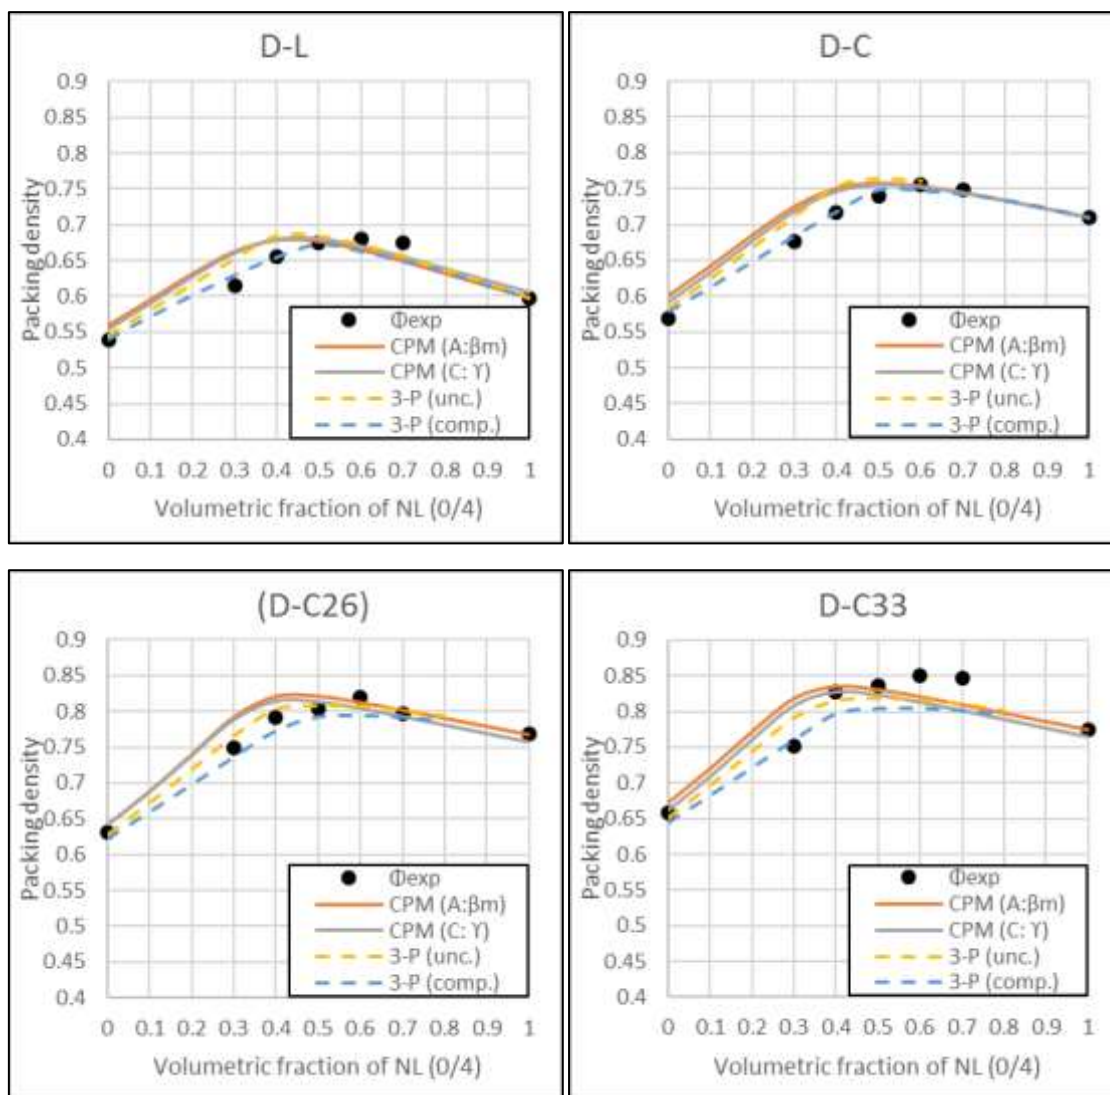 D-L
0.9
0.85
0.8
0.75
0.7
0.65
0.6
0.55
0.5
0.45
0.4
Packing density
Φexp
CPM (A:βm)
CPM (C: ϒ)
3-P (unc.)
3-P (comp.)
0 0.1 0.2 0.3 0.4 0.5 0.6 0.7 0.8 0.9 1
Volumetric fraction of NL (0/4)
D-C
0.9
0.85
0.8
0.75
0.7
0.65
0.6
0.55
0.5
0.45
0.4
Packing density
Φexp
CPM (A:βm)
CPM (C: ϒ)
3-P (unc.)
3-P (comp.)
0 0.1 0.2 0.3 0.4 0.5 0.6 0.7 0.8 0.9 1
Volumetric fraction of NL (0/4)
(D-C26)
0.9
0.85
0.8
0.75
0.7
0.65
0.6
0.55
0.5
0.45
0.4
Packing density
Φexp
CPM (A:βm)
CPM (C: ϒ)
3-P (unc.)
3-P (comp.)
0 0.1 0.2 0.3 0.4 0.5 0.6 0.7 0.8 0.9 1
Volumetric fraction of NL (0/4)
D-C33
0.9
0.85
0.8
0.75
0.7
0.65
0.6
0.55
0.5
0.45
0.4
Packing density
Φexp
CPM (A:βm)
CPM (C: ϒ)
3-P (unc.)
3-P (comp.)
0 0.1 0.2 0.3 0.4 0.5 0.6 0.7 0.8 0.9 1
Volumetric fraction of NL (0/4)